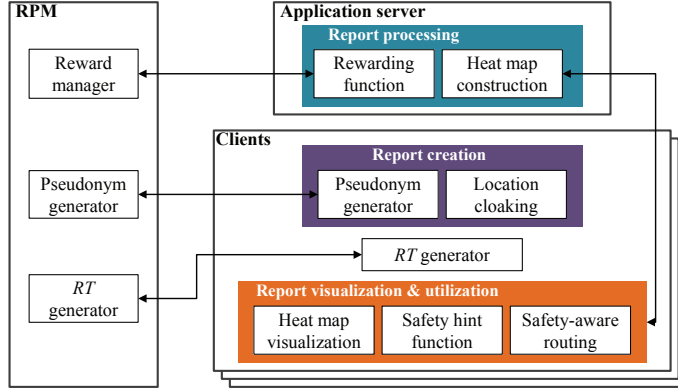 RPM
Reward
manager
Pseudonym
generator
RT
generator
Application server
Report processing
Rewarding
function
Heat map
construction
Clients
Report creation
Pseudonym
generator
Location
cloaking
RT generator
Report visualization & utilization
Heat map
visualization
Safety hint
function
Safety-aware
routing